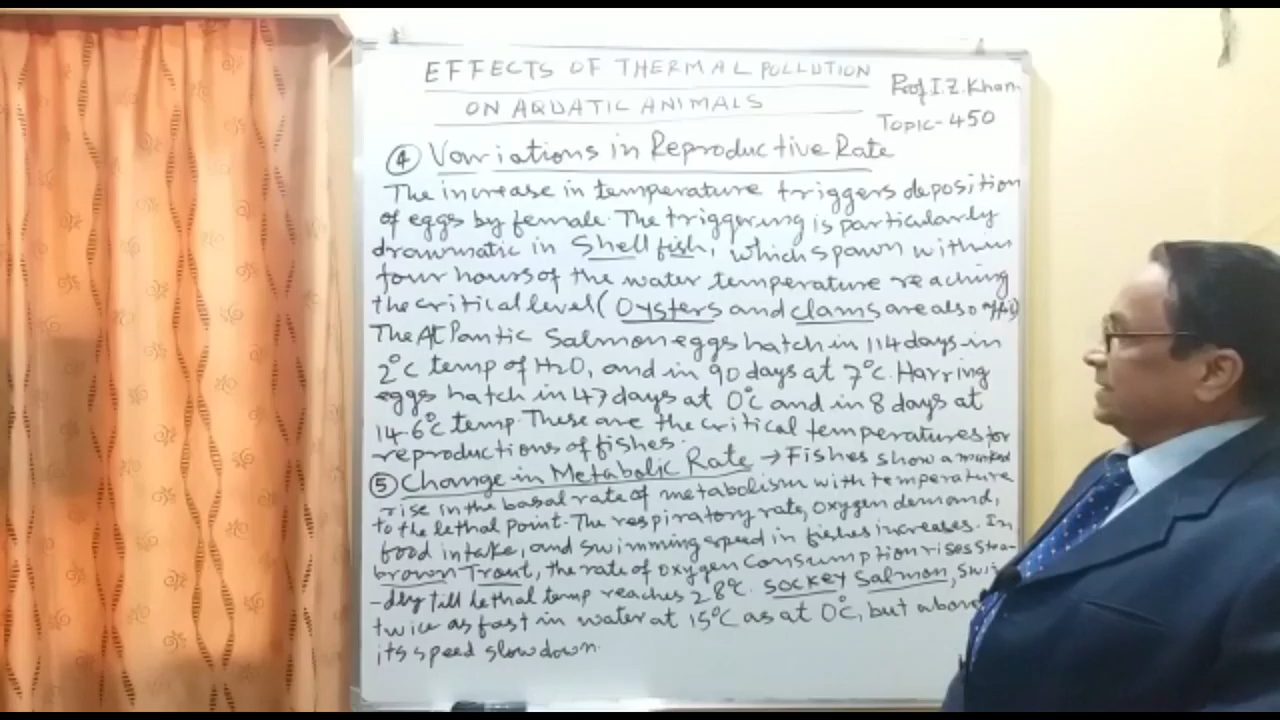 EFFECTS OF THERMAL POLLUTION
ON AQUATIC ANIMALS
Prof I.Z. Khan
TOPIC-450
④ Variations in Reproductive Rate
The increase in temperature triggers deposition
of eggs by female. The triggering is particularly
drawmatic in Shell fish, which spawn within
four hours of the water temperature reaching
the critical level (Oysters and clams are also
The Atlantic Salmon eggs hatch in 114 days in
2°C temp of H2O, and in 90 days at 7°C. Harring
eggs hatch in 47 days at 0°C and in 8 days at
14.6°C temp. These are the critical temperatures for
reproductions of fishes.
⑤ Change in Metabolic Rate → Fishes show a marked
rise in the basal rate of metabolism with temperature
to the lethal point. The respiratory rate, oxygen demand,
food intake, and swimming speed in fishes increases. In
brown Trout, the rate of oxygen consumption rises stea-
-dly till lethal temp reaches 28°C. Sockey Salmon, swi
twice as fast in water at 15°C as at 0°C, but above
its speed slow down.